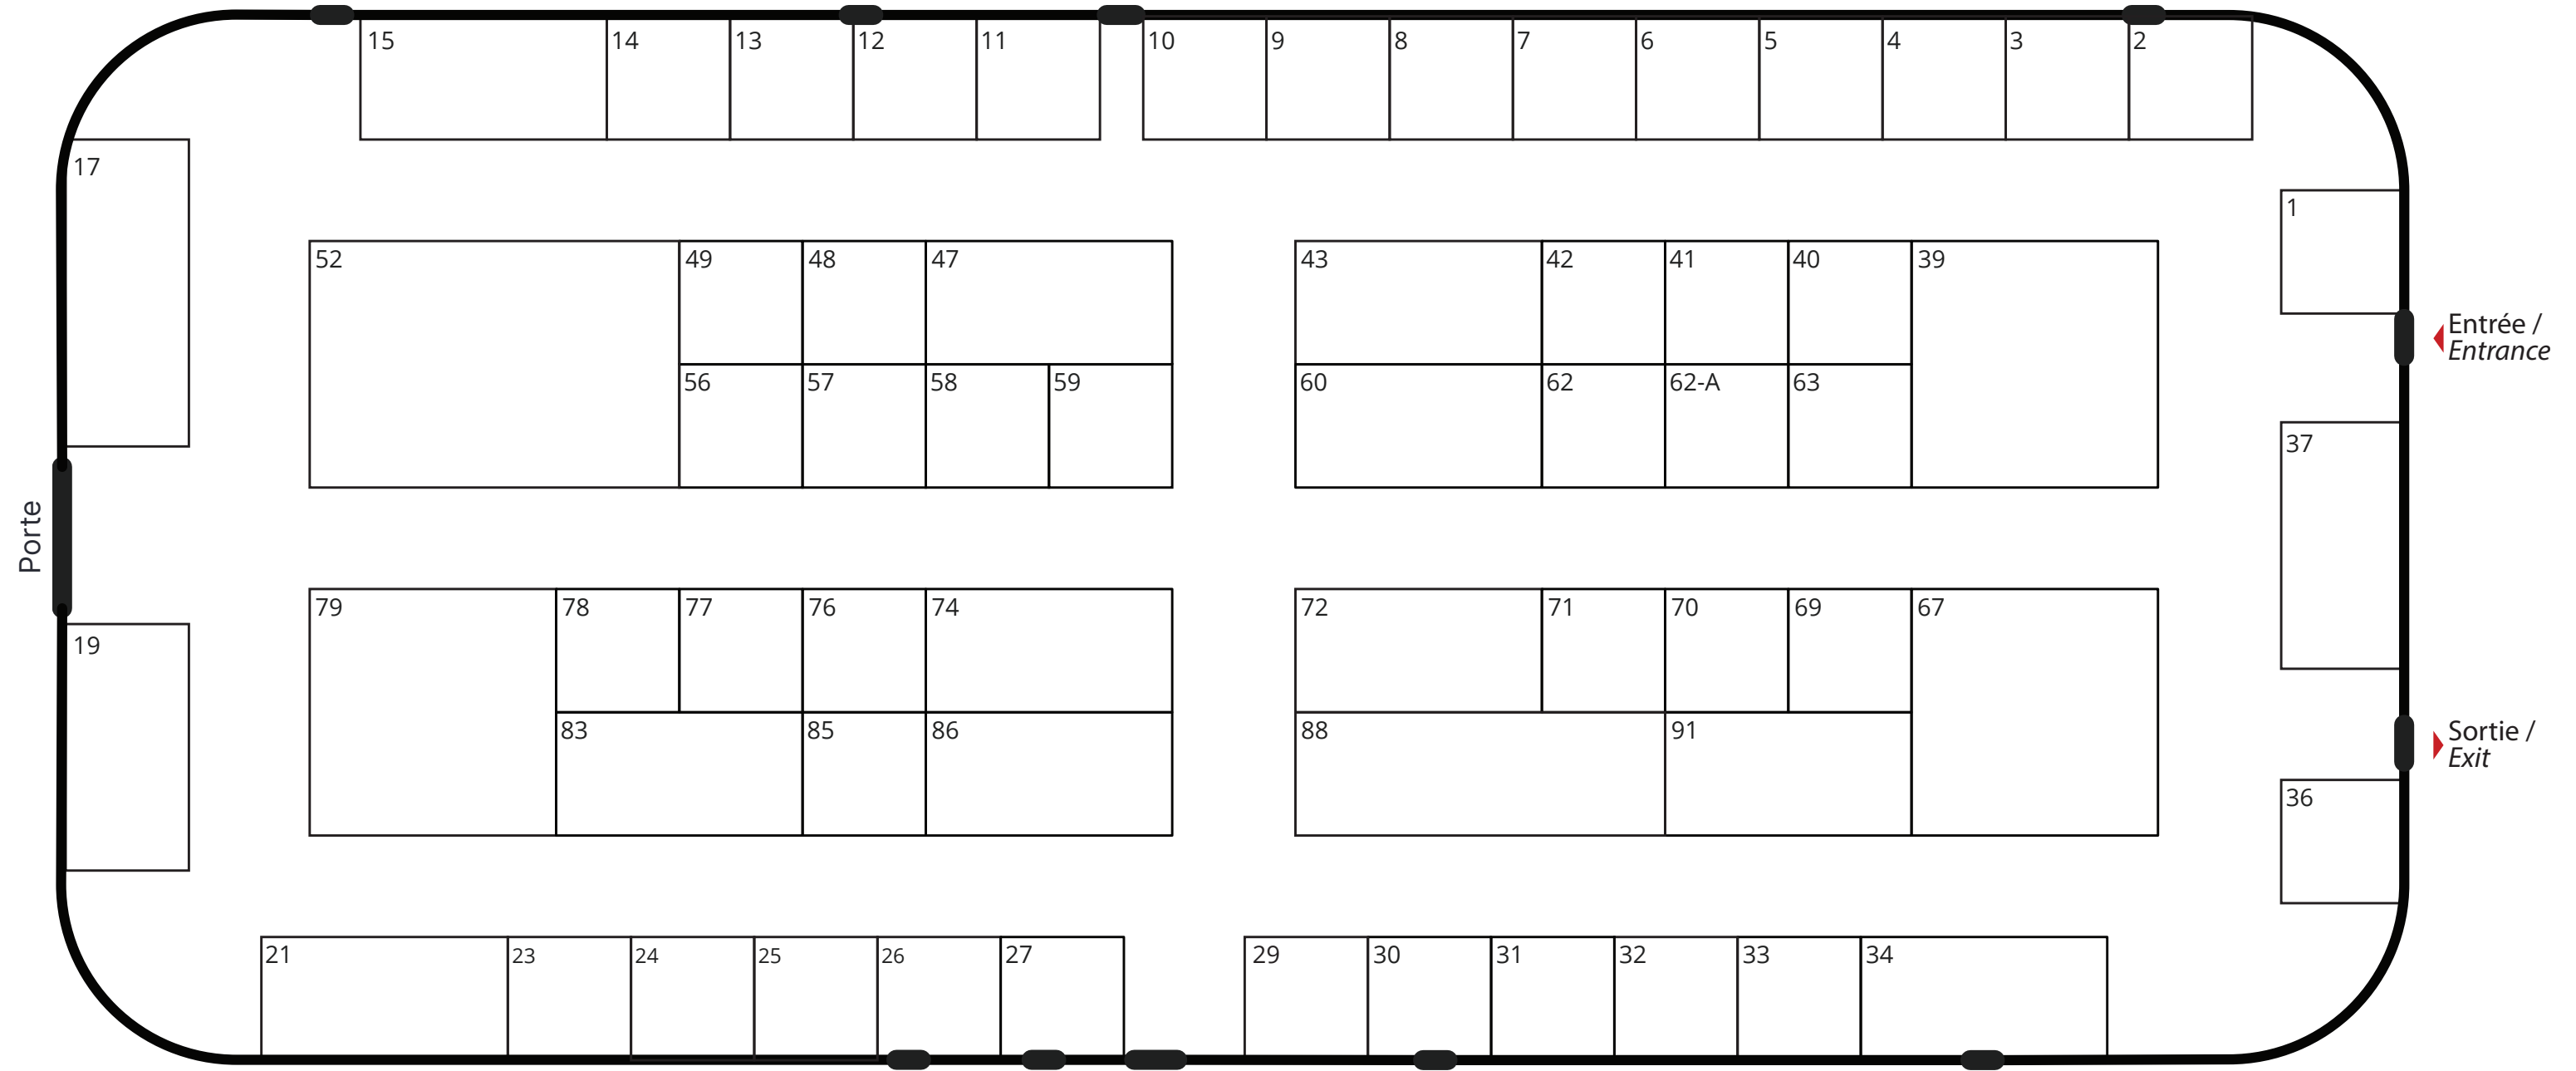 15 14 13 12 11 10 9 8 7 6 5 4 3 2
17
1
52 49 48 47 43 42 41 40 39
Entrée /
Entrance
56 57 58 59 60 62 62-A 63
37
Porte
79 78 77 76 74 72 71 70 69 67
19
83 85 86 88 91
Sortie /
Exit
36
21 23 24 25 26 27 29 30 31 32 33 34